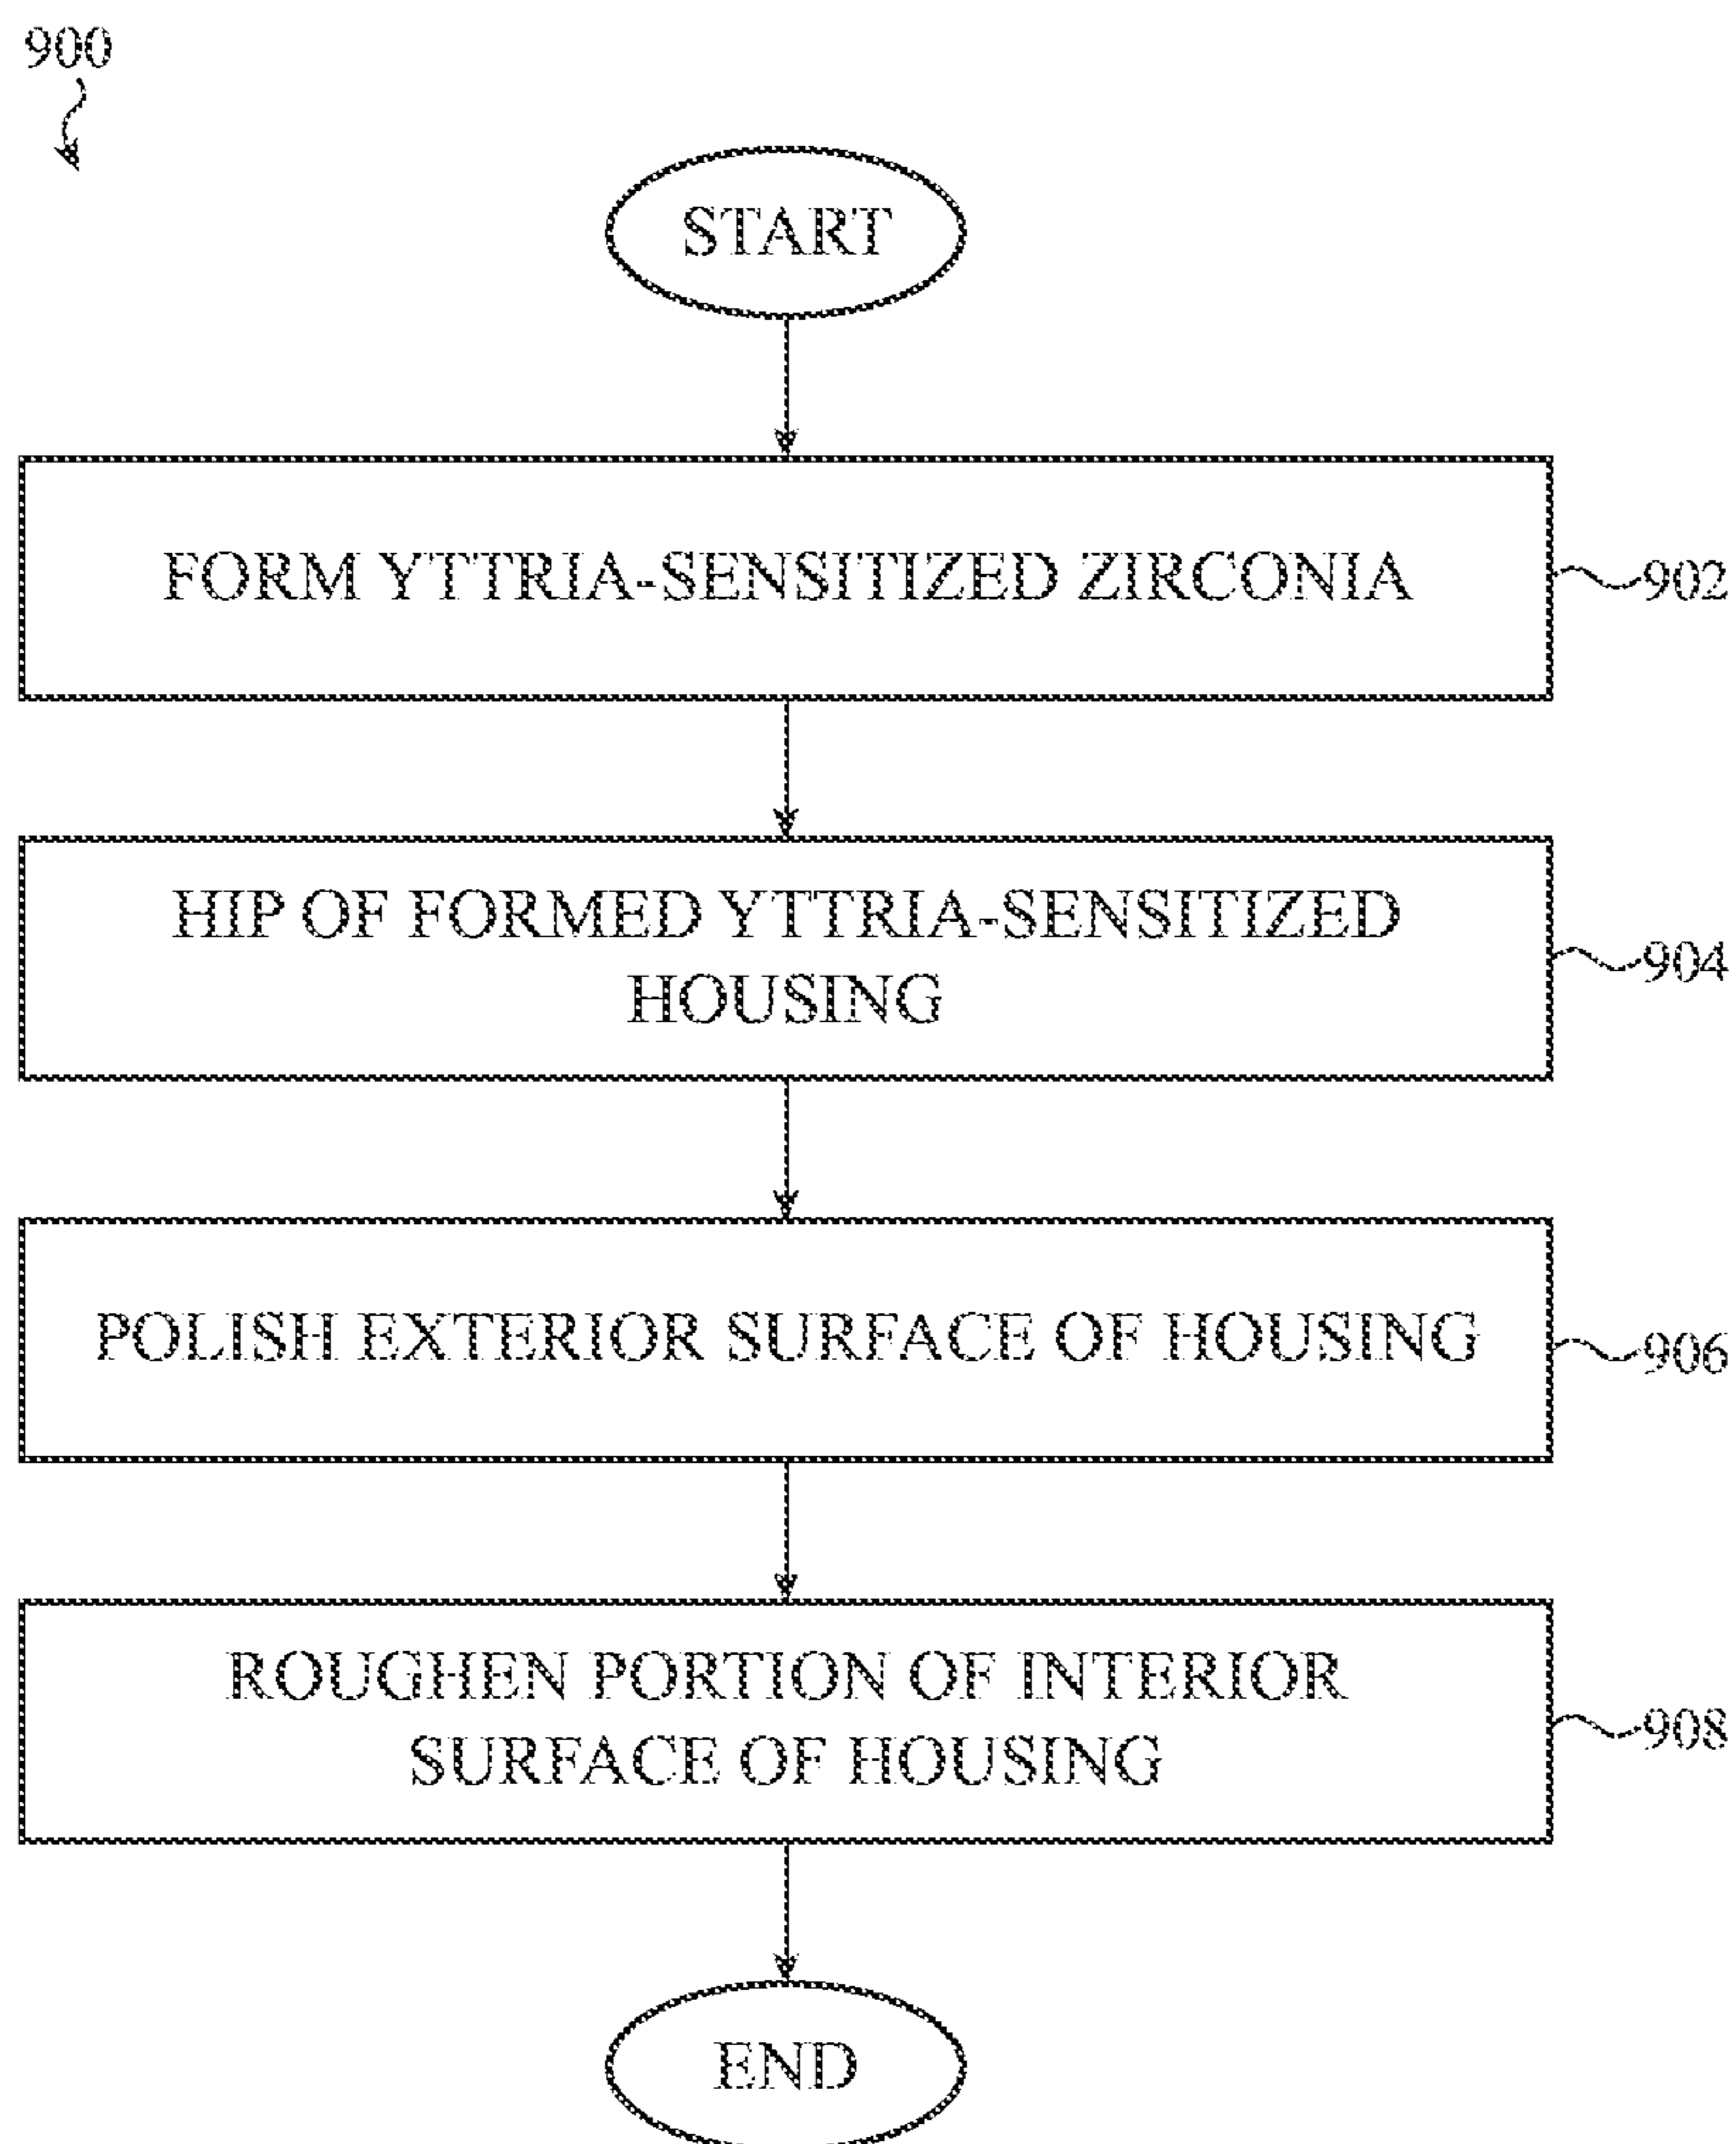 900
START
FORM YTTRIA-SENSITIZED ZIRCONIA
902
HIP OF FORMED YTTRIA-SENSITIZED
HOUSING
904
POLISH EXTERIOR SURFACE OF HOUSING
906
ROUGHEN PORTION OF INTERIOR
SURFACE OF HOUSING
908
END